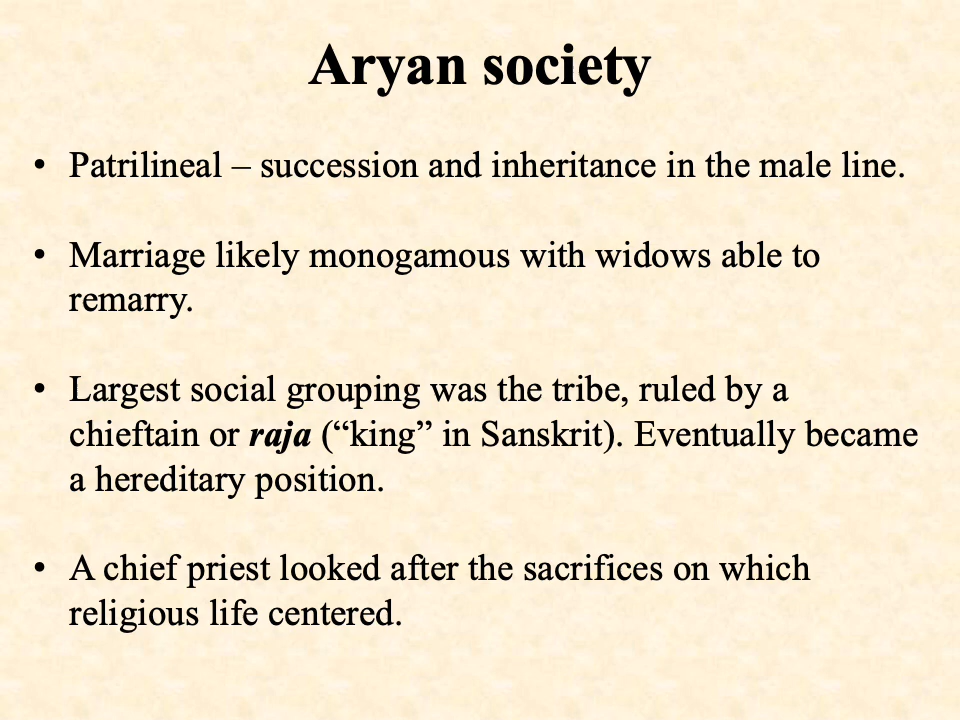 Aryan society
• Patrilineal – succession and inheritance in the male line.
• Marriage likely monogamous with widows able to
remarry.
• Largest social grouping was the tribe, ruled by a
chieftain or raja (“king” in Sanskrit). Eventually became
a hereditary position.
• A chief priest looked after the sacrifices on which
religious life centered.